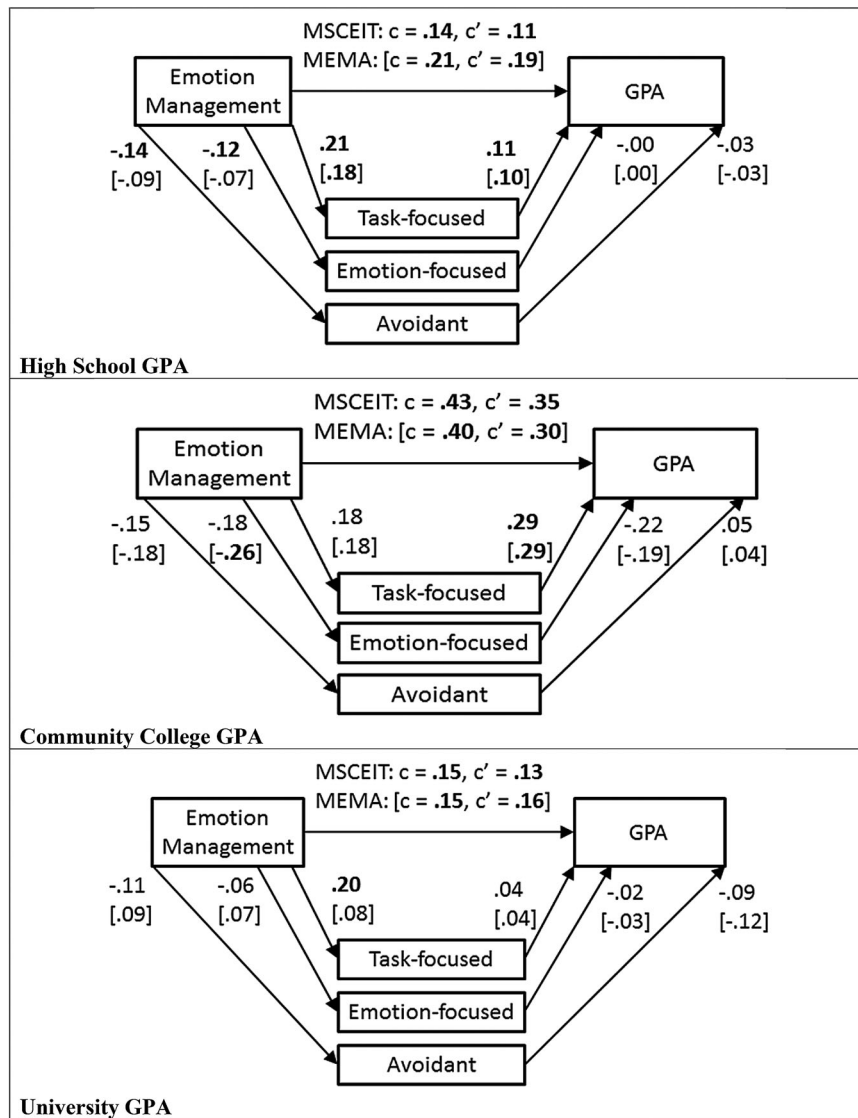 MSCEIT: c = .14, c’ = .11
MEMA: [c = .21, c’ = .19]
Emotion
Management
GPA
-.14 -.12 .21 .11 -.00 -.03
[-.09] [-.07] [.18] [.10] [.00] [-.03]
Task-focused
Emotion-focused
Avoidant
High School GPA
MSCEIT: c = .43, c’ = .35
MEMA: [c = .40, c’ = .30]
Emotion
Management
GPA
-.15 -.18 .18 .29 -.22 .05
[-.18] [-.26] [.18] [.29] [-.19] [.04]
Task-focused
Emotion-focused
Avoidant
Community College GPA
MSCEIT: c = .15, c’ = .13
MEMA: [c = .15, c’ = .16]
Emotion
Management
GPA
-.11 -.06 .20 .04 -.02 -.09
[.09] [.07] [.08] [.04] [-.03] [-.12]
Task-focused
Emotion-focused
Avoidant
University GPA